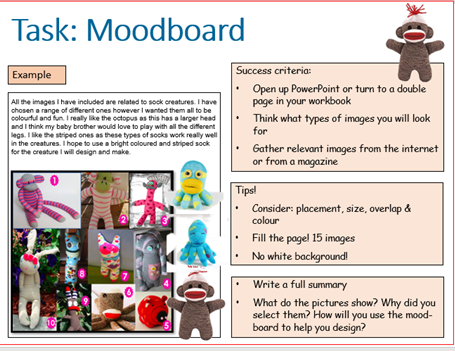 Task: Moodboard
Example
All the images I have included are related to sock creatures. I have
chosen a range of different ones however I wanted them all to be
colourful and fun. I really like the octopus as this has a larger head
and I think my baby brother would love to play with all the different
legs. I like the striped ones as these types of socks work really well
in the creatures. I hope to use a bright coloured and striped sock
for the creature I will design and make.
1
2
3
4
5
6
7
8
9
10
Success criteria:
• Open up PowerPoint or turn to a double
page in your workbook
• Think what types of images you will look
for
• Gather relevant images from the internet
or from a magazine
Tips!
• Consider: placement, size, overlap &
colour
• Fill the page! 15 images
• No white background!
• Write a full summary
• What do the pictures show? Why did you
select them? How will you use the mood-
board to help you design?